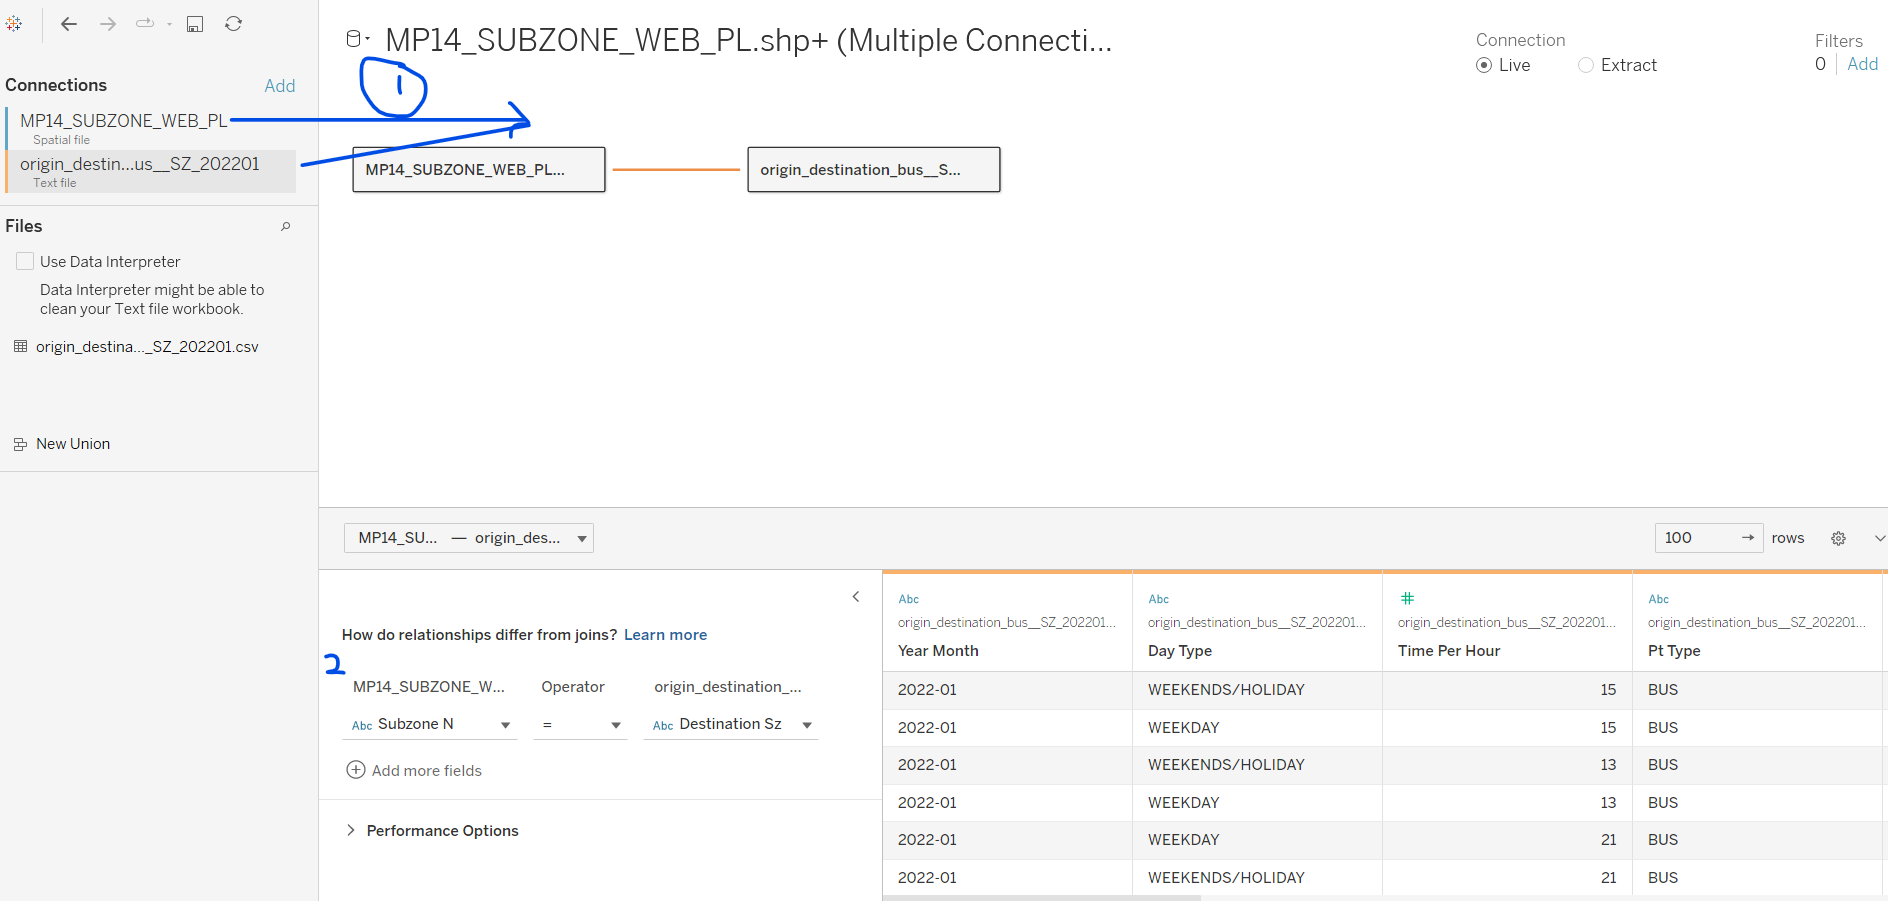 MP14_SUBZONE_WEB_PL.shp+ (Multiple Connecti...
Connection
Live
Extract
Filters
0
Add
Connections
Add
MP14_SUBZONE_WEB_PL
Spatial file
origin_destin...us__SZ_202201
Text file
1
MP14_SUBZONE_WEB_PL...
origin_destination_bus__S...
Files
Use Data Interpreter
Data Interpreter might be able to
clean your Text file workbook.
origin_destina..._SZ_202201.csv
New Union
MP14_SU... — origin_des...
100
rows
How do relationships differ from joins? Learn more
2
MP14_SUBZONE_W... Operator origin_destination_...
Abc Subzone N = Abc Destination Sz
Add more fields
Performance Options
Abc Abc # Abc
origin_destination_bus__SZ_202201... origin_destination_bus__SZ_202201... origin_destination_bus__SZ_202201... origin_destination_bus__SZ_202201...
Year Month Day Type Time Per Hour Pt Type
2022-01 WEEKENDS/HOLIDAY 15 BUS
2022-01 WEEKDAY 15 BUS
2022-01 WEEKENDS/HOLIDAY 13 BUS
2022-01 WEEKDAY 13 BUS
2022-01 WEEKDAY 21 BUS
2022-01 WEEKENDS/HOLIDAY 21 BUS